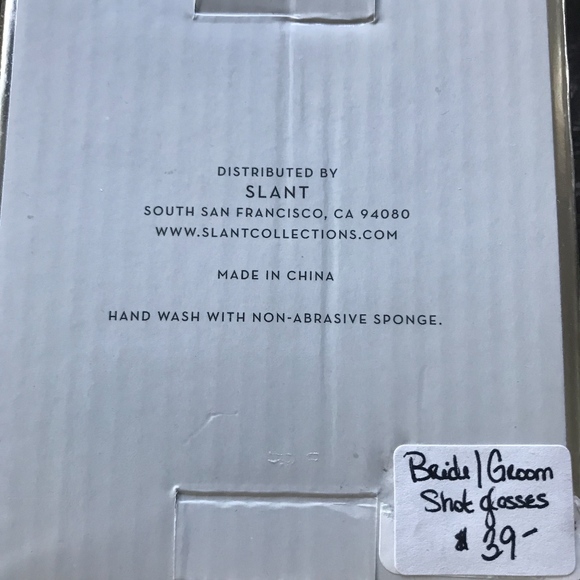 DISTRIBUTED BY
SLANT
SOUTH SAN FRANCISCO, CA 94080
WWW.SLANTCOLLECTIONS.COM
MADE IN CHINA
HAND WASH WITH NON-ABRASIVE SPONGE.
Bride/Groom
Shot glasses
$39-